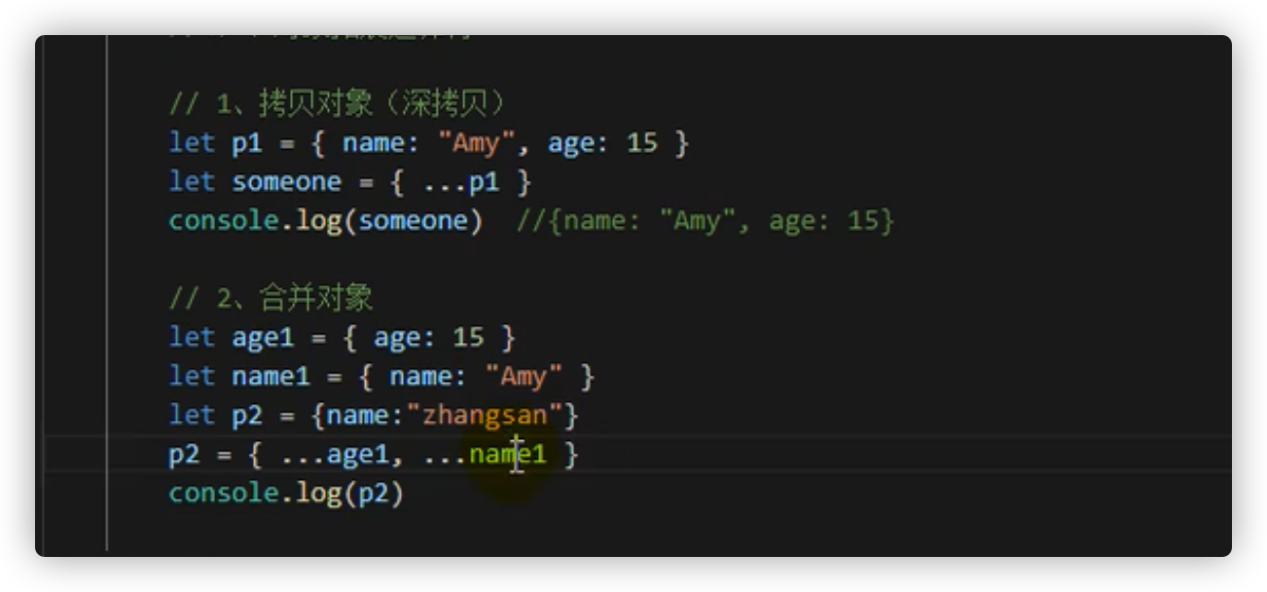 // 1、拷贝对象（深拷贝）
let p1 = { name: "Amy", age: 15 }
let someone = { ...p1 }
console.log(someone)  //{name: "Amy", age: 15}
// 2、合并对象
let age1 = { age: 15 }
let name1 = { name: "Amy" }
let p2 = {name:"zhangsan"}
p2 = { ...age1, ...name1 }
console.log(p2)